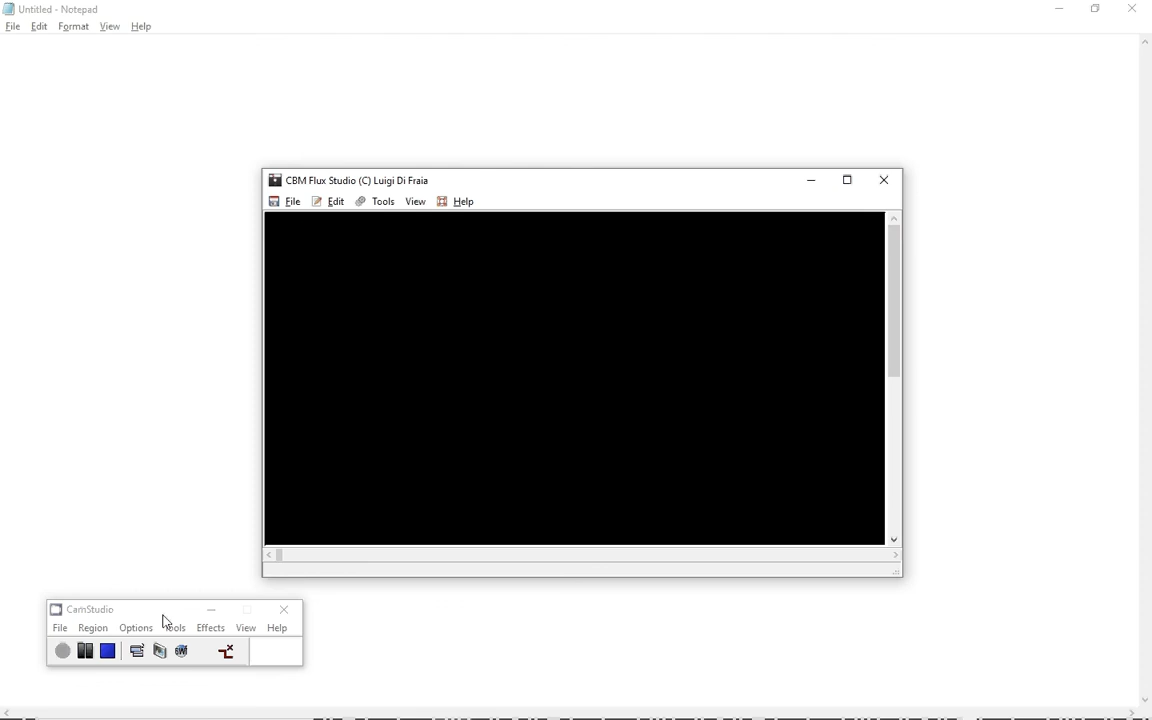 Untitled - Notepad
File Edit Format View Help
CBM Flux Studio (C) Luigi Di Fraia
File Edit Tools View Help
CamStudio
File Region Options Tools Effects View Help